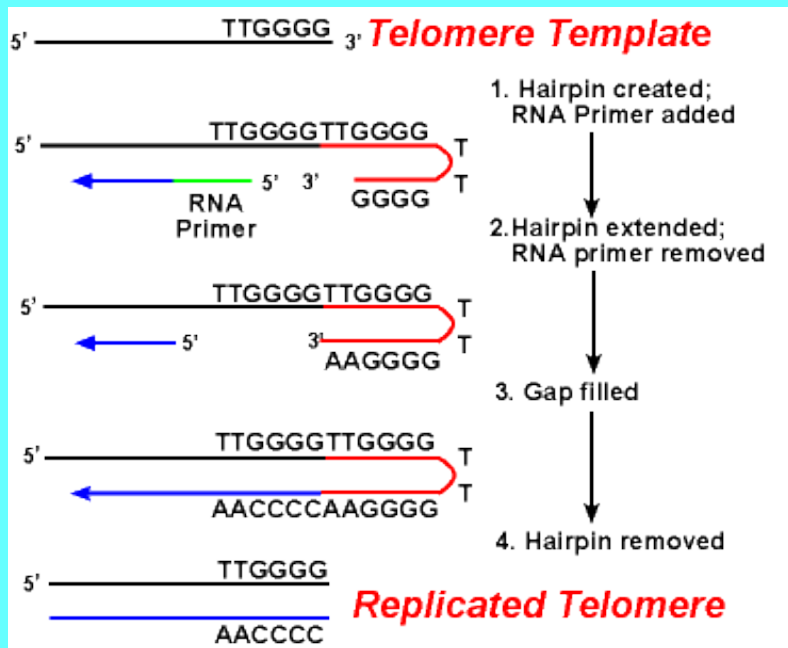 TTGGGG
5’ 3’ Telomere Template
1. Hairpin created;
RNA Primer added
TTGGGGTTGGGG
5’ T
5’ 3’ T
GGGG
RNA
Primer
2.Hairpin extended;
RNA primer removed
TTGGGGTTGGGG
5’ T
5’ 3’ T
AAGGGG
3. Gap filled
TTGGGGTTGGGG
5’ T
T
AACCCCAAGGGG
4. Hairpin removed
TTGGGG
5’
Replicated Telomere
AACCCC